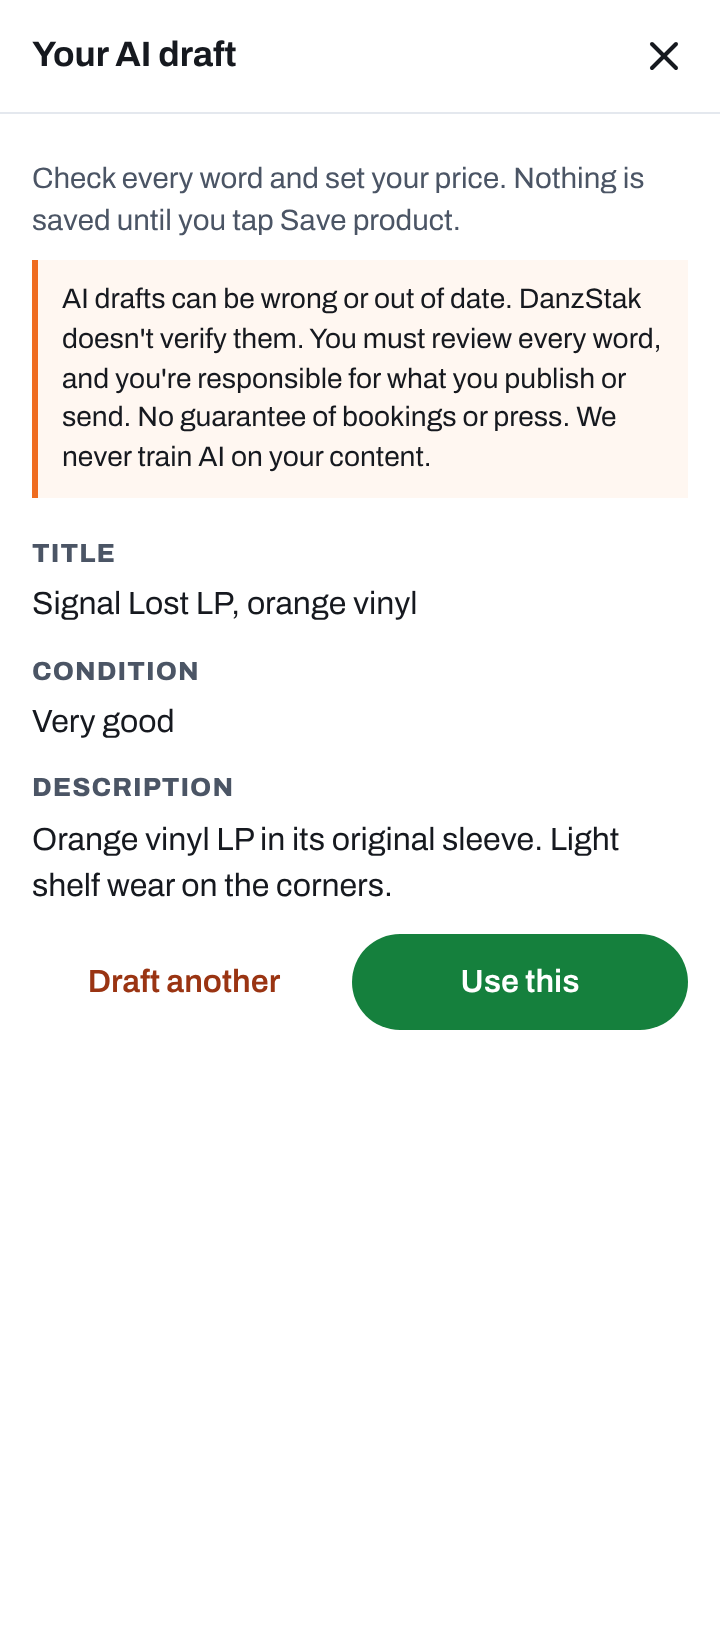 Your AI draft
Check every word and set your price. Nothing is
saved until you tap Save product.
AI drafts can be wrong or out of date. DanzStak
doesn't verify them. You must review every word,
and you're responsible for what you publish or
send. No guarantee of bookings or press. We
never train AI on your content.
TITLE
Signal Lost LP, orange vinyl
CONDITION
Very good
DESCRIPTION
Orange vinyl LP in its original sleeve. Light
shelf wear on the corners.
Draft another
Use this